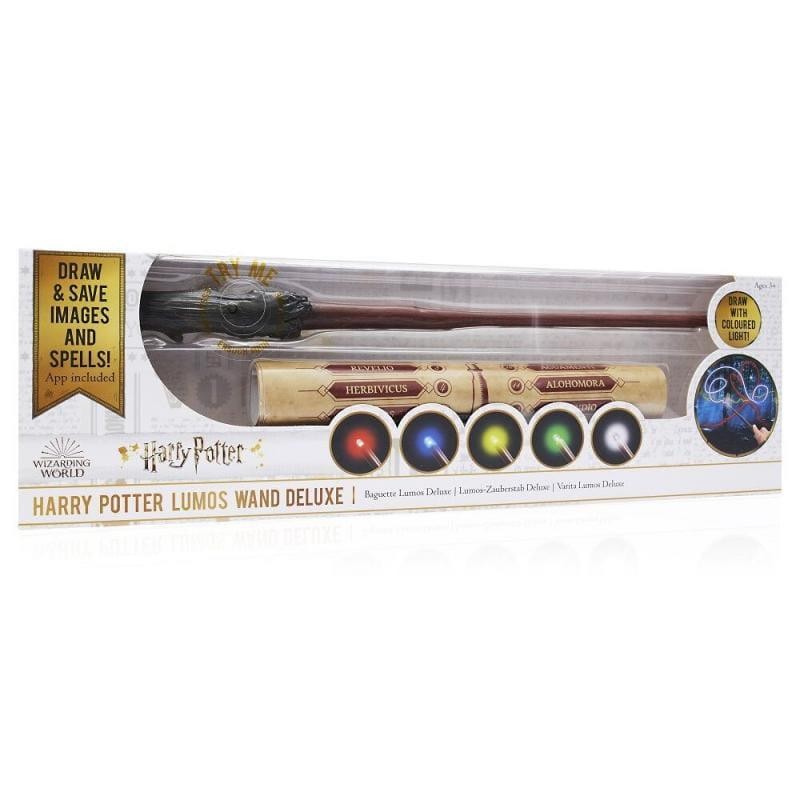 DRAW
& SAVE
IMAGES
AND
SPELLS!
App included
TRY ME
Ages 3+
DRAW
WITH
COLOURED
LIGHT!
REVELIO
HERBIVICUS
ALOHOMORA
WIZARDING
WORLD
Harry Potter
HARRY POTTER LUMOS WAND DELUXE | Baguette Lumos Deluxe | Lumos-Zauberstab Deluxe | Varita Lumos Deluxe